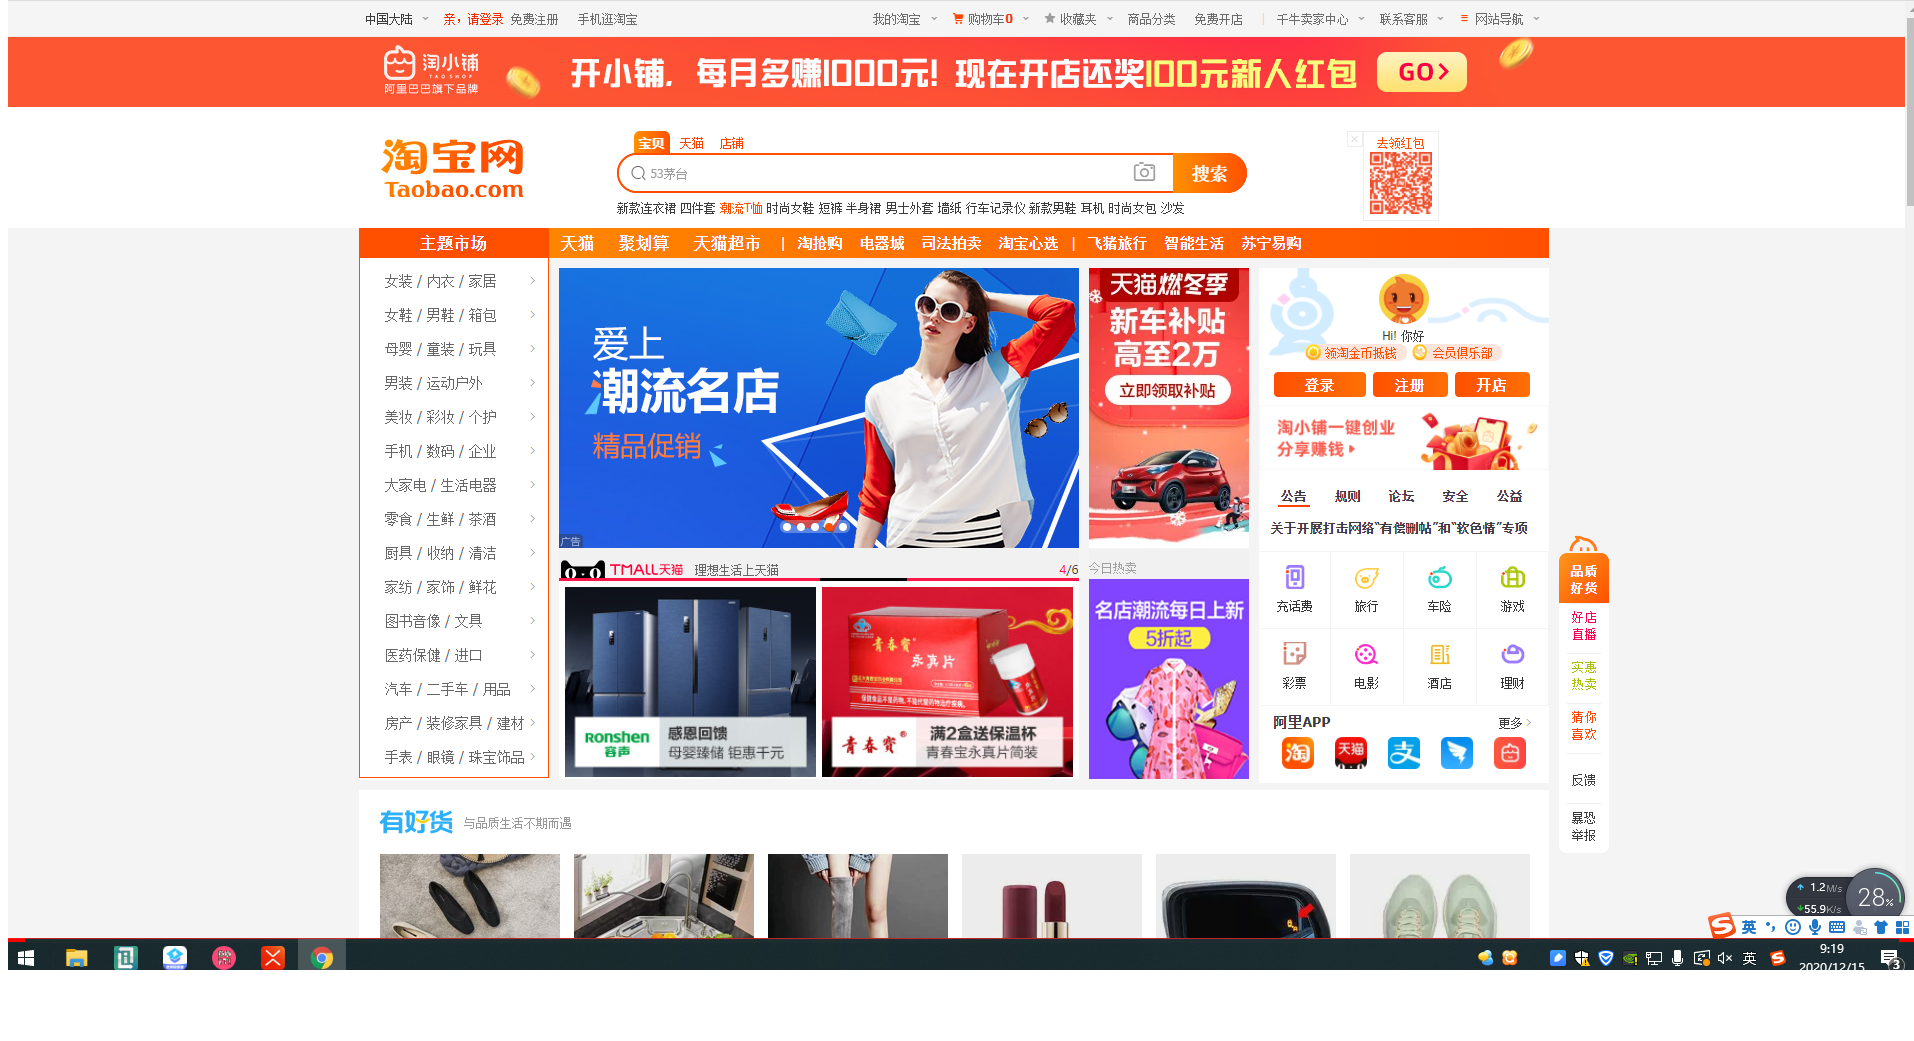 中国大陆 亲，请登录 免费注册 手机逛淘宝 我的淘宝 购物车0 收藏夹 商品分类 免费开店 千牛卖家中心 联系客服 网站导航
淘小铺
TAOSHOP
阿里巴巴旗下品牌
开小铺，每月多赚1000元! 现在开店还奖100元新人红包 GO>
淘宝网
Taobao.com
宝贝 天猫 店铺
53茅台 搜索
新款连衣裙 四件套 潮流T恤 时尚女鞋 短裤 半身裙 男士外套 墙纸 行车记录仪 新款男鞋 耳机 时尚女包 沙发
去领红包
主题市场 天猫 聚划算 天猫超市 | 淘抢购 电器城 司法拍卖 淘宝心选 | 飞猪旅行 智能生活 苏宁易购
女装 / 内衣 / 家居
女鞋 / 男鞋 / 箱包
母婴 / 童装 / 玩具
男装 / 运动户外
美妆 / 彩妆 / 个护
手机 / 数码 / 企业
大家电 / 生活电器
零食 / 生鲜 / 茶酒
厨具 / 收纳 / 清洁
家纺 / 家饰 / 鲜花
图书音像 / 文具
医药保健 / 进口
汽车 / 二手车 / 用品
房产 / 装修家具 / 建材
手表 / 眼镜 / 珠宝饰品
爱上
潮流名店
精品促销
广告
TMALL天猫 理想生活上天猫 4/6
Ronshen
容声
感恩回馈
母婴臻储 钜惠千元
青春宝
永真片
青春宝
满2盒送保温杯
青春宝永真片简装
天猫燃冬季
新车补贴
高至2万
立即领取补贴
今日热卖
名店潮流每日上新
5折起
Hi! 你好
领淘金币抵钱 会员俱乐部
登录 注册 开店
淘小铺一键创业
分享赚钱
公告 规则 论坛 安全 公益
关于开展打击网络“有偿删帖”和“软色情”专项
充话费 旅行 车险 游戏
彩票 电影 酒店 理财
阿里APP 更多
淘 天猫 支
品质
好货
好店
直播
实惠
热卖
猜你
喜欢
反馈
暴恐
举报
有好货 与品质生活不期而遇
1.2M/s
55.9K/s
28%
英
英
9:19
2020/12/15
3